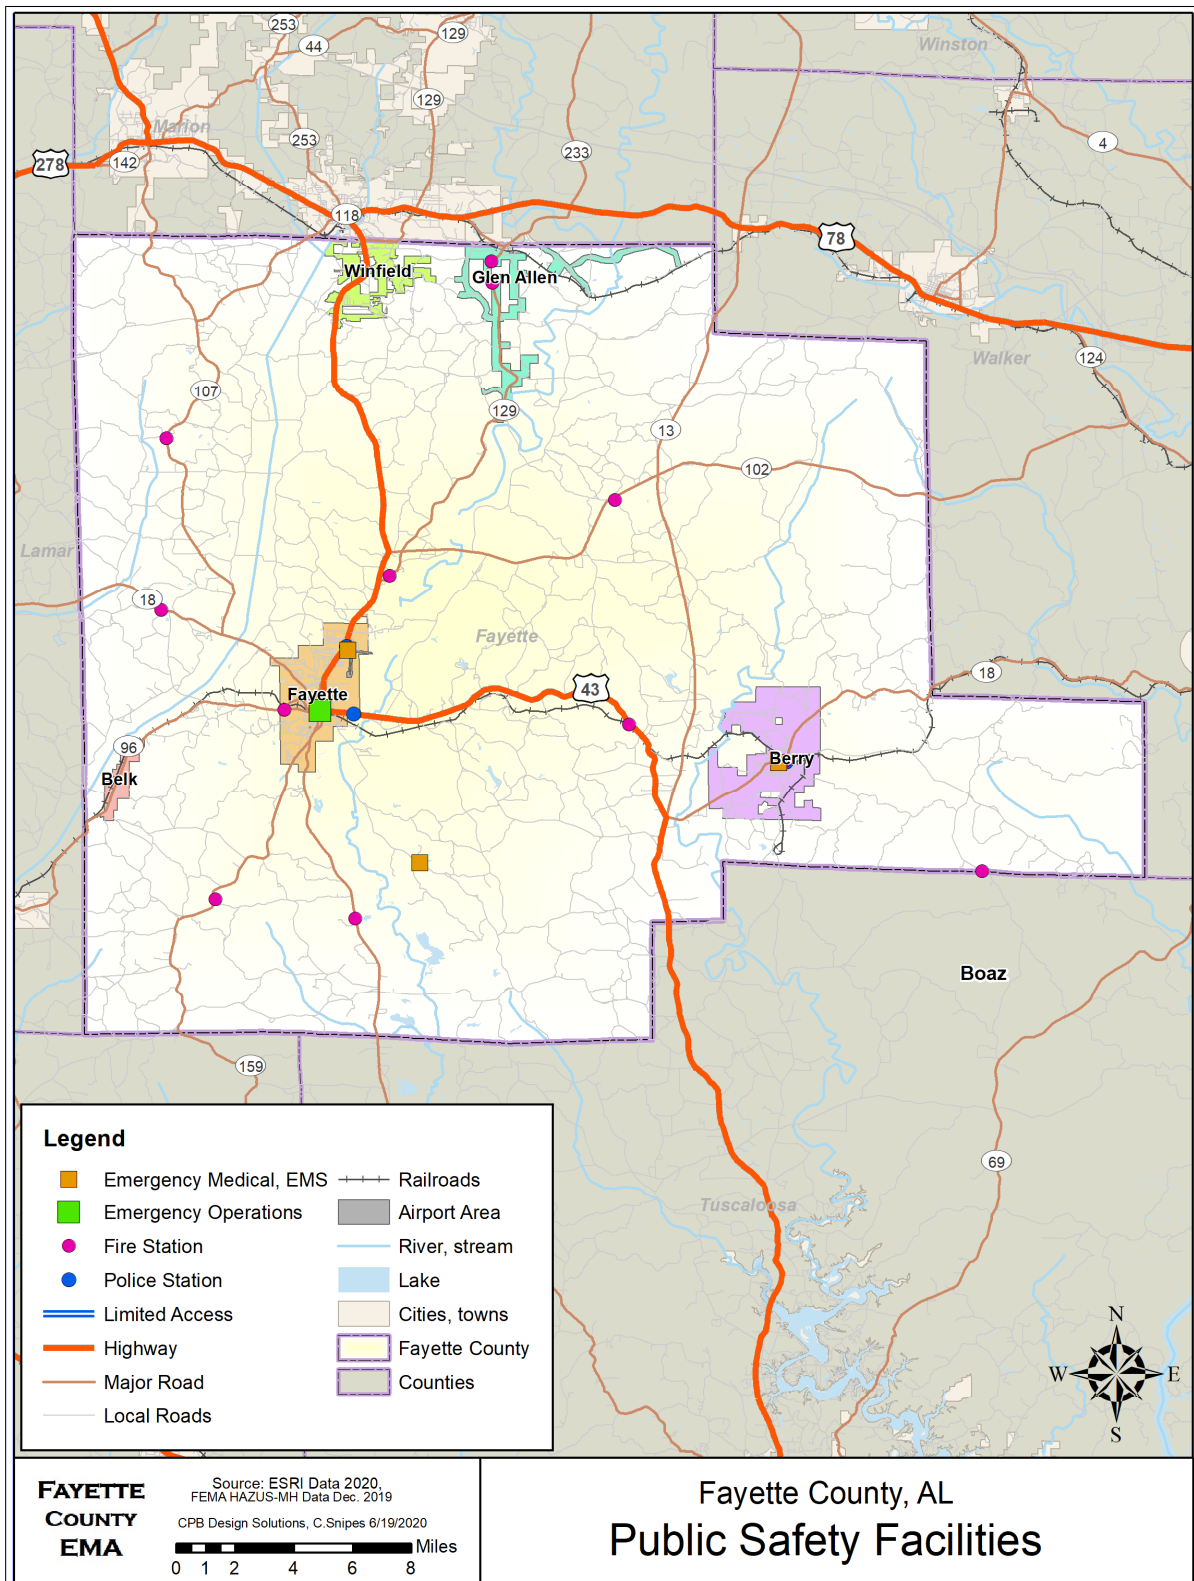 253
44
129
Winston
129
Marion
253
233
4
278
142
118
78
Winfield
Glen Allen
Walker
124
107
129
13
102
Lamar
18
Fayette
18
Fayette
43
96
Belk
Berry
Boaz
159
69
Tuscaloosa
Legend
Emergency Medical, EMS
Emergency Operations
Fire Station
Police Station
Limited Access
Highway
Major Road
Local Roads
Railroads
Airport Area
River, stream
Lake
Cities, towns
Fayette County
Counties
N
W E
S
FAYETTE
COUNTY
EMA
Source: ESRI Data 2020,
FEMA HAZUS-MH Data Dec. 2019
CPB Design Solutions, C.Snipes 6/19/2020
Miles
0 1 2 4 6 8
Fayette County, AL
Public Safety Facilities